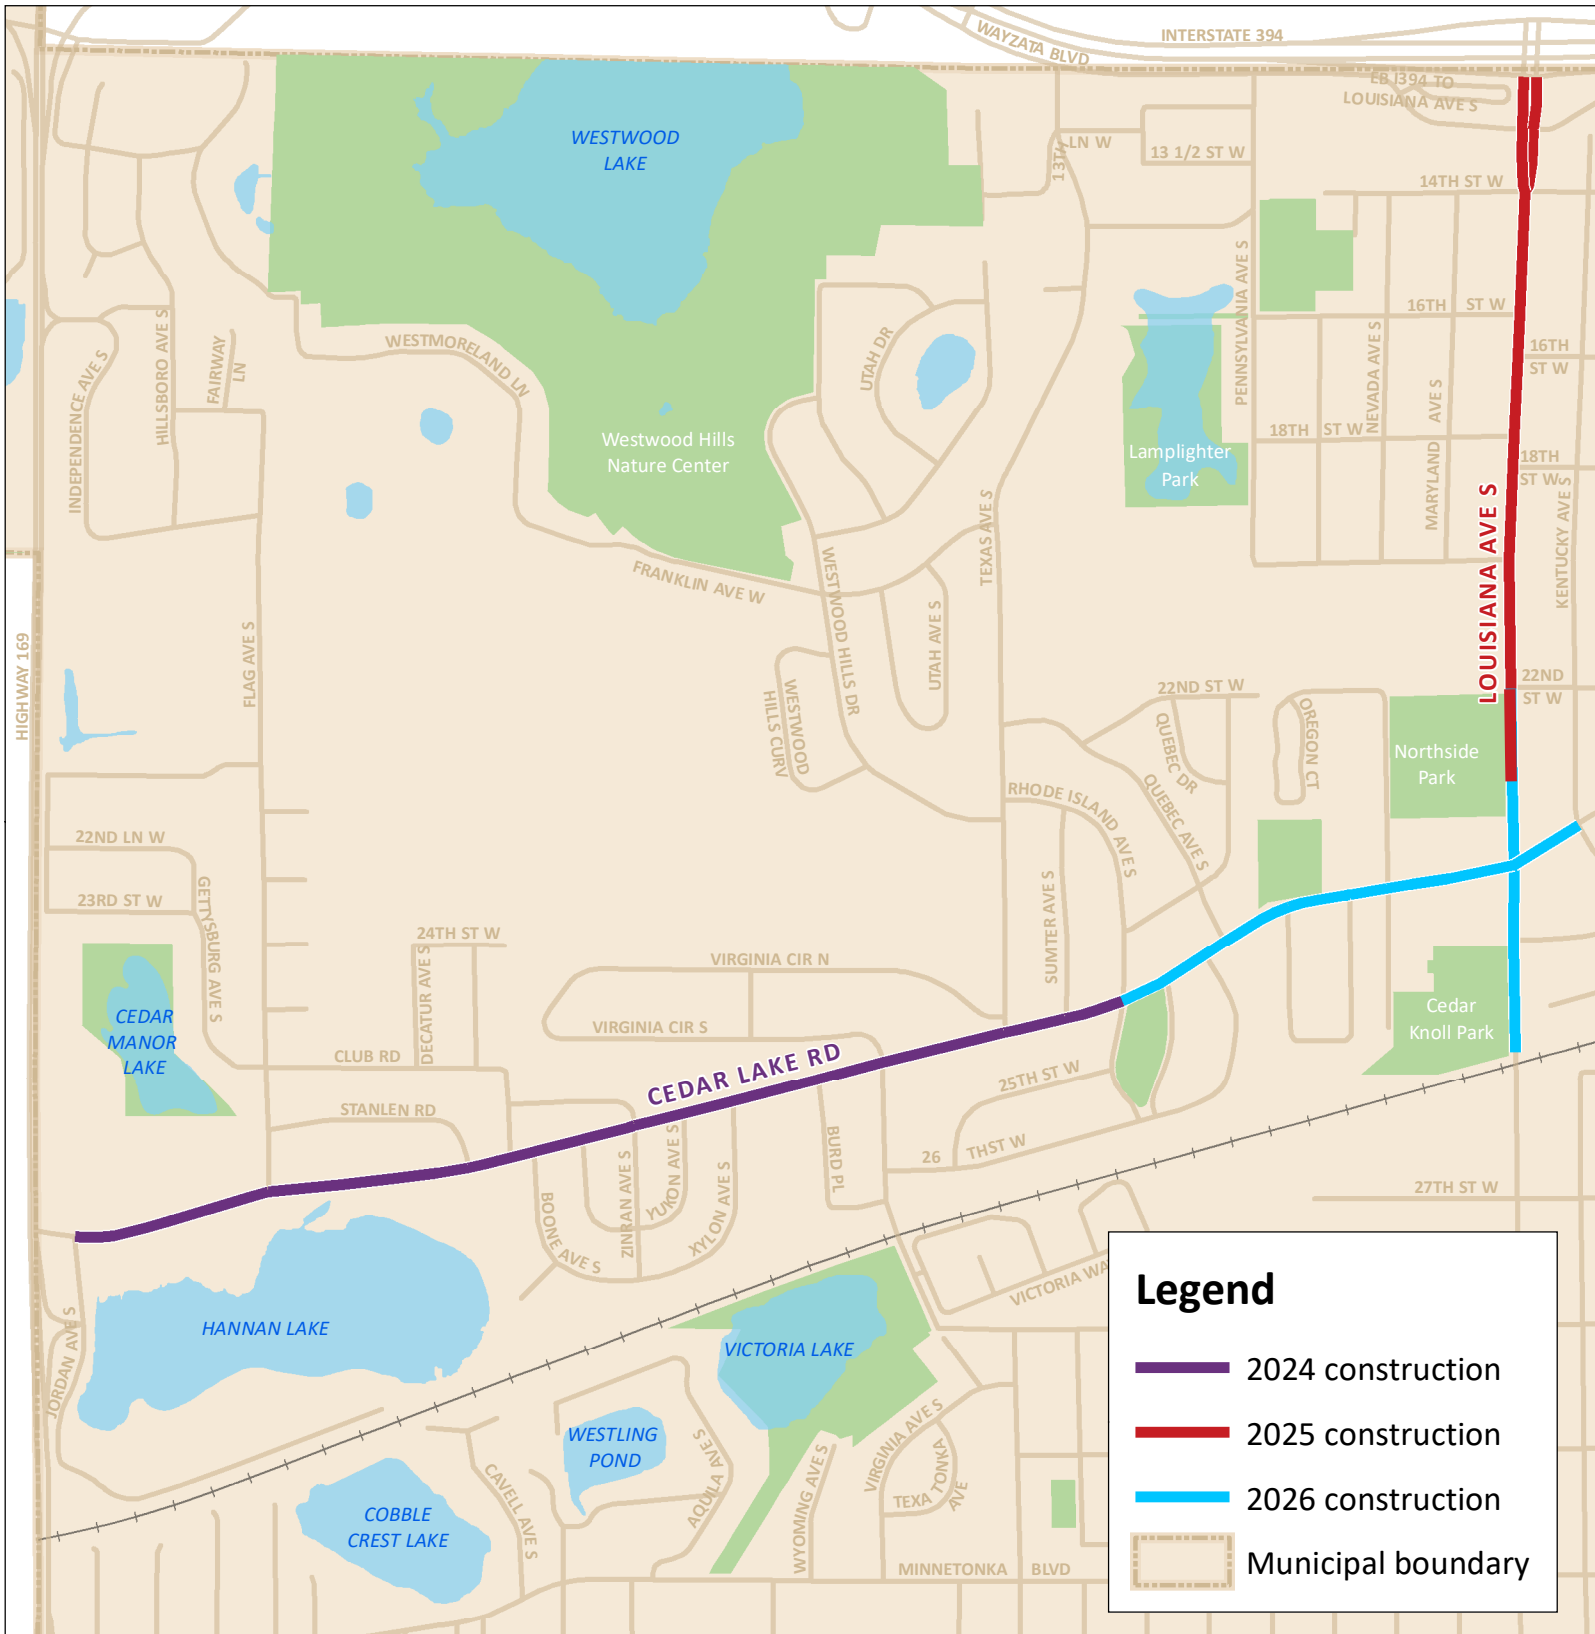 INTERSTATE 394
WAYZATA BLVD
EB I394 TO
LOUISIANA AVE S
WESTWOOD
LAKE
13TH
LN W
13 1/2 ST W
14TH ST W
PENNSYLVANIA AVE S
16TH
ST W
16TH
ST W
WESTMORELAND LN
UTAH DR
FAIRWAY
LN
HILLSBORO AVE S
INDEPENDENCE AVE S
NEVADA AVE S
MARYLAND
AVE S
18TH
ST W
18TH
ST W
Westwood Hills
Nature Center
Lamplighter
Park
TEXAS AVE S
LOUISIANA AVE S
KENTUCKY AVE S
FRANKLIN AVE W
WESTWOOD HILLS DR
UTAH AVE S
HIGHWAY 169
FLAG AVE S
WESTWOOD
HILLS CURV
22ND ST W
22ND
ST W
QUEBEC DR
QUEBEC AVE S
OREGON CT
Northside
Park
RHODE ISLAND AVE S
22ND LN W
23RD ST W
GETTYSBURG AVE S
24TH ST W
DECATUR AVE S
SUMTER AVE S
VIRGINIA CIR N
VIRGINIA CIR S
CEDAR
MANOR
LAKE
CLUB RD
CEDAR LAKE RD
Cedar
Knoll Park
25TH ST W
STANLEN RD
BURD PL
26
THST W
BOONE AVE S
ZINRAN AVE S
YUKON AVE S
XYLON AVE S
27TH ST W
VICTORIA WA
HANNAN LAKE
VICTORIA LAKE
JORDAN AVE S
WESTLING
POND
AQUILA AVE S
VIRGINIA AVE S
TEXA TONKA
AVE
WYOMING AVE S
CAVELL AVE S
COBBLE
CREST LAKE
MINNETONKA
BLVD
Legend
2024 construction
2025 construction
2026 construction
Municipal boundary